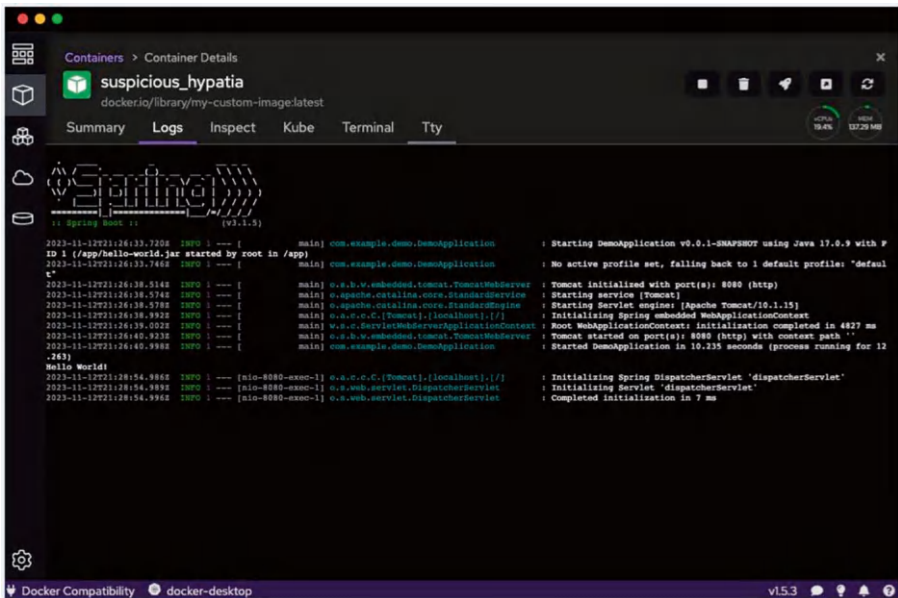 Containers > Container Details
suspicious_hypatia
docker.io/library/my-custom-image:latest
Summary Logs Inspect Kube Terminal Tty
vCPUs
19.4%
MEM
137.29 MB
:: Spring Boot :: (v3.1.5)
2023-11-12T21:26:33.720Z INFO 1 --- [ main] com.example.demo.DemoApplication : Starting DemoApplication v0.0.1-SNAPSHOT using Java 17.0.9 with P
ID 1 (/app/hello-world.jar started by root in /app)
2023-11-12T21:26:33.746Z INFO 1 --- [ main] com.example.demo.DemoApplication : No active profile set, falling back to 1 default profile: "defaul
t"
2023-11-12T21:26:38.514Z INFO 1 --- [ main] o.s.b.w.embedded.tomcat.TomcatWebServer : Tomcat initialized with port(s): 8080 (http)
2023-11-12T21:26:38.574Z INFO 1 --- [ main] o.apache.catalina.core.StandardService : Starting service [Tomcat]
2023-11-12T21:26:38.578Z INFO 1 --- [ main] o.apache.catalina.core.StandardEngine : Starting Servlet engine: [Apache Tomcat/10.1.15]
2023-11-12T21:26:38.992Z INFO 1 --- [ main] o.a.c.c.C.[Tomcat].[localhost].[/] : Initializing Spring embedded WebApplicationContext
2023-11-12T21:26:39.002Z INFO 1 --- [ main] w.s.c.ServletWebServerApplicationContext : Root WebApplicationContext: initialization completed in 4827 ms
2023-11-12T21:26:40.923Z INFO 1 --- [ main] o.s.b.w.embedded.tomcat.TomcatWebServer : Tomcat started on port(s): 8080 (http) with context path ''
2023-11-12T21:26:40.998Z INFO 1 --- [ main] com.example.demo.DemoApplication : Started DemoApplication in 10.235 seconds (process running for 12
.263)
Hello World!
2023-11-12T21:28:54.986Z INFO 1 --- [nio-8080-exec-1] o.a.c.c.C.[Tomcat].[localhost].[/] : Initializing Spring DispatcherServlet 'dispatcherServlet'
2023-11-12T21:28:54.989Z INFO 1 --- [nio-8080-exec-1] o.s.web.servlet.DispatcherServlet : Initializing Servlet 'dispatcherServlet'
2023-11-12T21:28:54.996Z INFO 1 --- [nio-8080-exec-1] o.s.web.servlet.DispatcherServlet : Completed initialization in 7 ms
Docker Compatibility docker-desktop v1.5.3